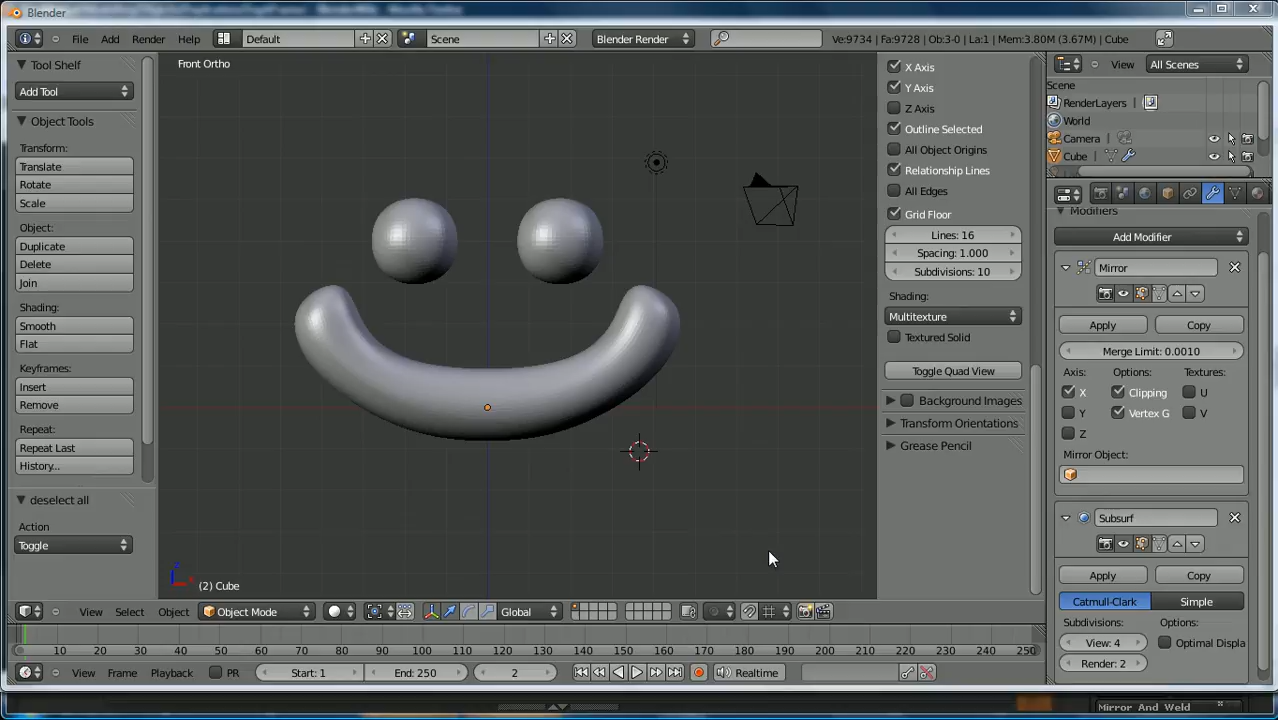 Blender
File Add Render Help Default Scene Blender Render Ve:9734 | Fa:9728 | Ob:3-0 | La:1 | Mem:3.80M (3.67M) | Cube
Tool Shelf
Add Tool
Object Tools
Transform:
Translate
Rotate
Scale
Object:
Duplicate
Delete
Join
Shading:
Smooth
Flat
Keyframes:
Insert
Remove
Repeat:
Repeat Last
History...
deselect all
Action
Toggle
Front Ortho
(2) Cube
X Axis
Y Axis
Z Axis
Outline Selected
All Object Origins
Relationship Lines
All Edges
Grid Floor
Lines: 16
Spacing: 1.000
Subdivisions: 10
Shading:
Multitexture
Textured Solid
Toggle Quad View
Background Images
Transform Orientations
Grease Pencil
View All Scenes
Scene
RenderLayers
World
Camera
Cube
Modifiers
Add Modifier
Mirror
Apply Copy
Merge Limit: 0.0010
Axis: Options: Textures:
X Clipping U
Y Vertex G V
Z
Mirror Object:
Subsurf
Apply Copy
Catmull-Clark Simple
Subdivisions: Options:
View: 4 Optimal Displa
Render: 2
View Select Object Object Mode Global
10 20 30 40 50 60 70 80 90 100 110 120 130 140 150 160 170 180 190 200 210 220 230 240 250
View Frame Playback PR Start: 1 End: 250 2 Realtime
Mirror And Weld